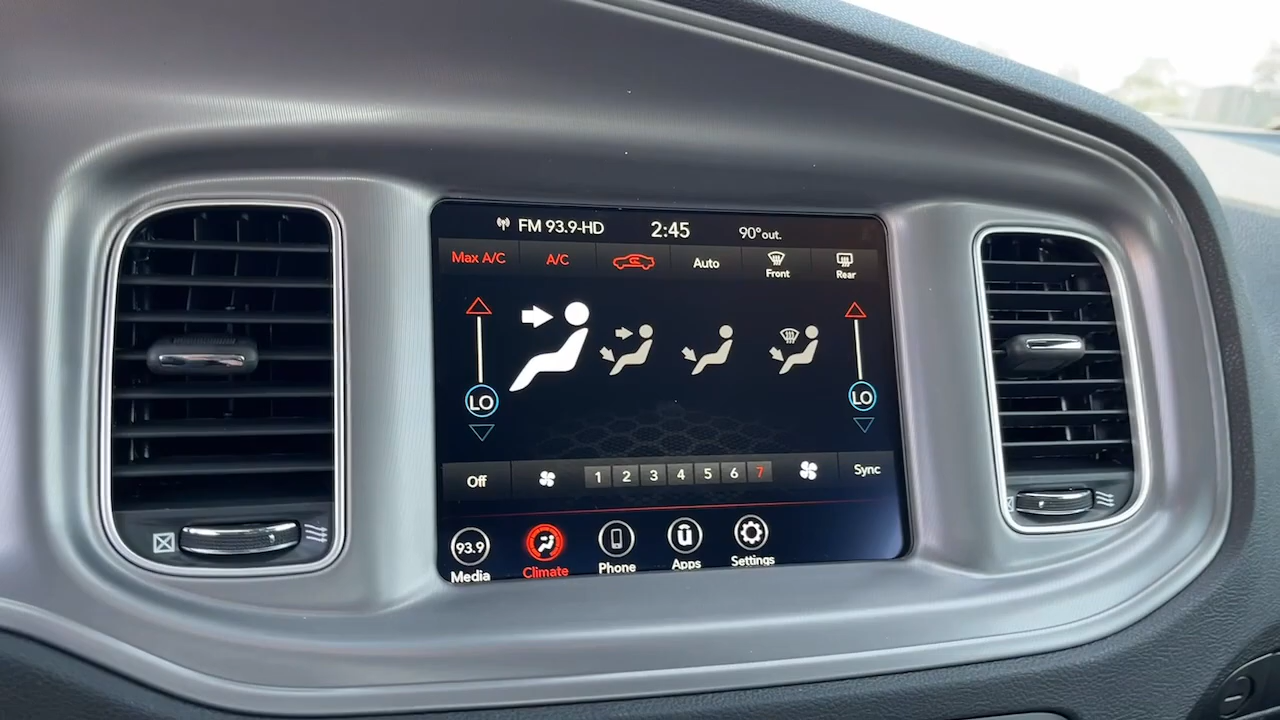 FM 93.9-HD 2:45 90°out.
Max A/C A/C Auto Front Rear
LO LO
Off 1 2 3 4 5 6 7 Sync
93.9
Media Climate Phone Apps Settings